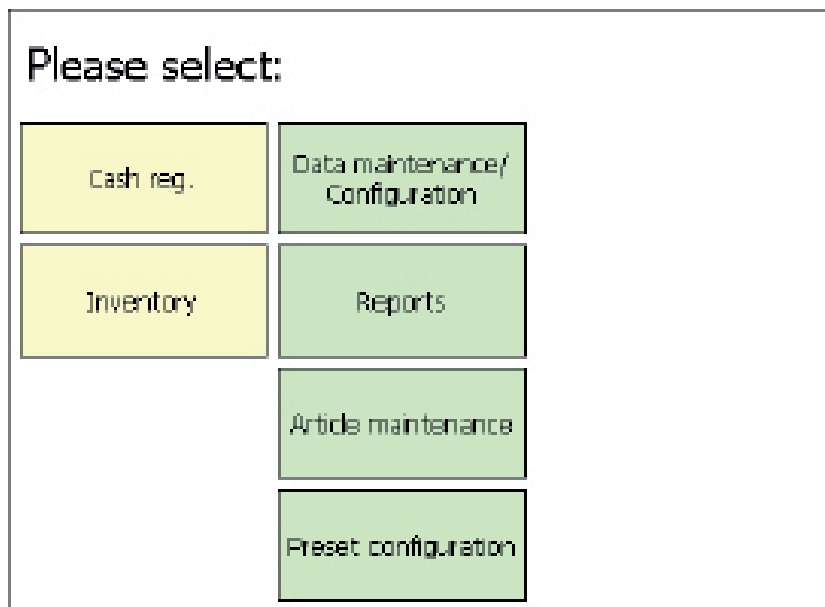 Please select:
Cash reg.
Data maintenance/
Configuration
Inventory
Reports
Article maintenance
Preset configuration